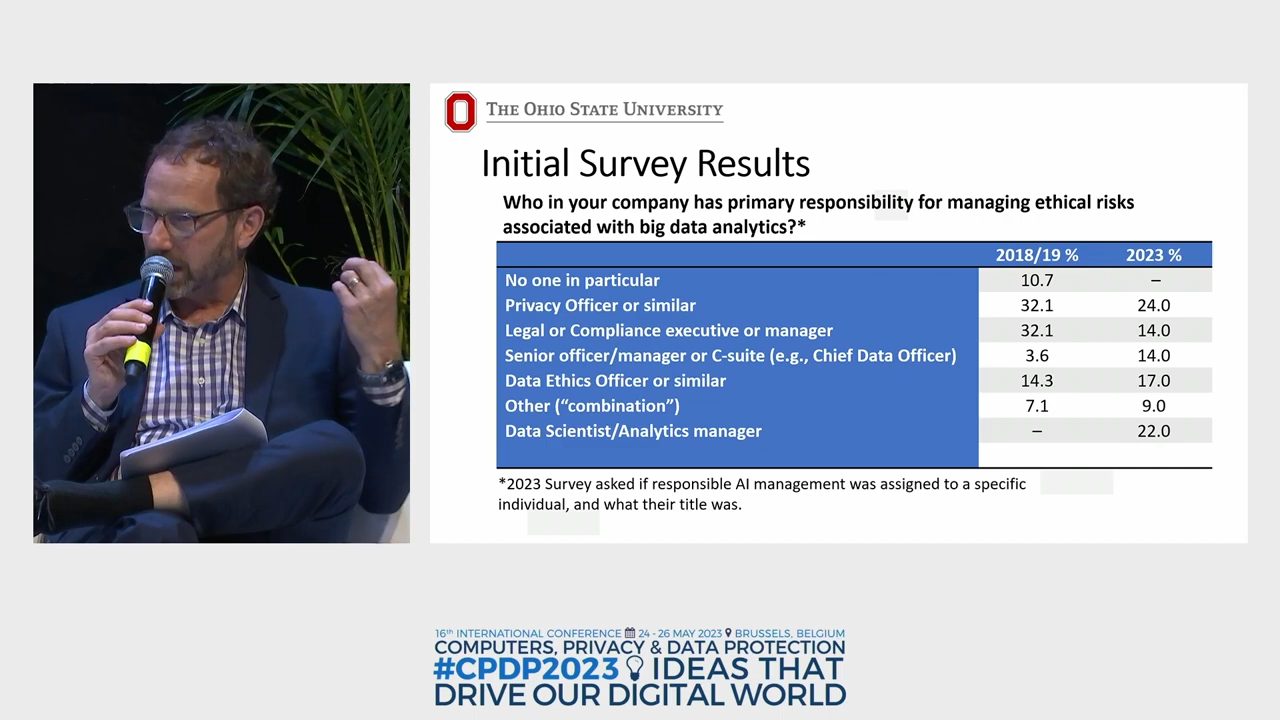 THE OHIO STATE UNIVERSITY
Initial Survey Results
Who in your company has primary responsibility for managing ethical risks
associated with big data analytics?*
2018/19 % 2023 %
No one in particular 10.7 –
Privacy Officer or similar 32.1 24.0
Legal or Compliance executive or manager 32.1 14.0
Senior officer/manager or C-suite (e.g., Chief Data Officer) 3.6 14.0
Data Ethics Officer or similar 14.3 17.0
Other (“combination”) 7.1 9.0
Data Scientist/Analytics manager – 22.0
*2023 Survey asked if responsible AI management was assigned to a specific
individual, and what their title was.
16th INTERNATIONAL CONFERENCE 24 - 26 MAY 2023 BRUSSELS, BELGIUM
COMPUTERS, PRIVACY & DATA PROTECTION
#CPDP2023 IDEAS THAT
DRIVE OUR DIGITAL WORLD